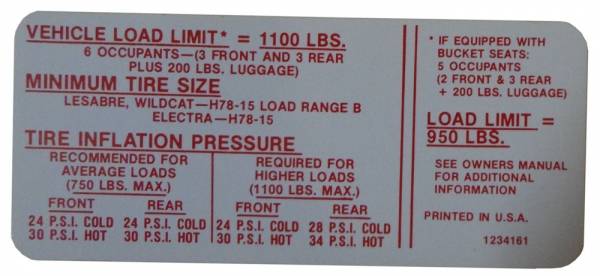 VEHICLE LOAD LIMIT* = 1100 LBS.
6 OCCUPANTS—(3 FRONT AND 3 REAR
PLUS 200 LBS. LUGGAGE)
MINIMUM TIRE SIZE
LESABRE, WILDCAT—H78-15 LOAD RANGE B
ELECTRA—H78-15
TIRE INFLATION PRESSURE
RECOMMENDED FOR
AVERAGE LOADS
(750 LBS. MAX.)
FRONT REAR
24 P.S.I. COLD 24 P.S.I. COLD
30 P.S.I. HOT 30 P.S.I. HOT
REQUIRED FOR
HIGHER LOADS
(1100 LBS. MAX.)
FRONT REAR
24 P.S.I. COLD 28 P.S.I. COLD
30 P.S.I. HOT 34 P.S.I. HOT
* IF EQUIPPED WITH
BUCKET SEATS:
5 OCCUPANTS
(2 FRONT & 3 REAR
+ 200 LBS. LUGGAGE)
LOAD LIMIT =
950 LBS.
SEE OWNERS MANUAL
FOR ADDITIONAL
INFORMATION
PRINTED IN U.S.A.
1234161